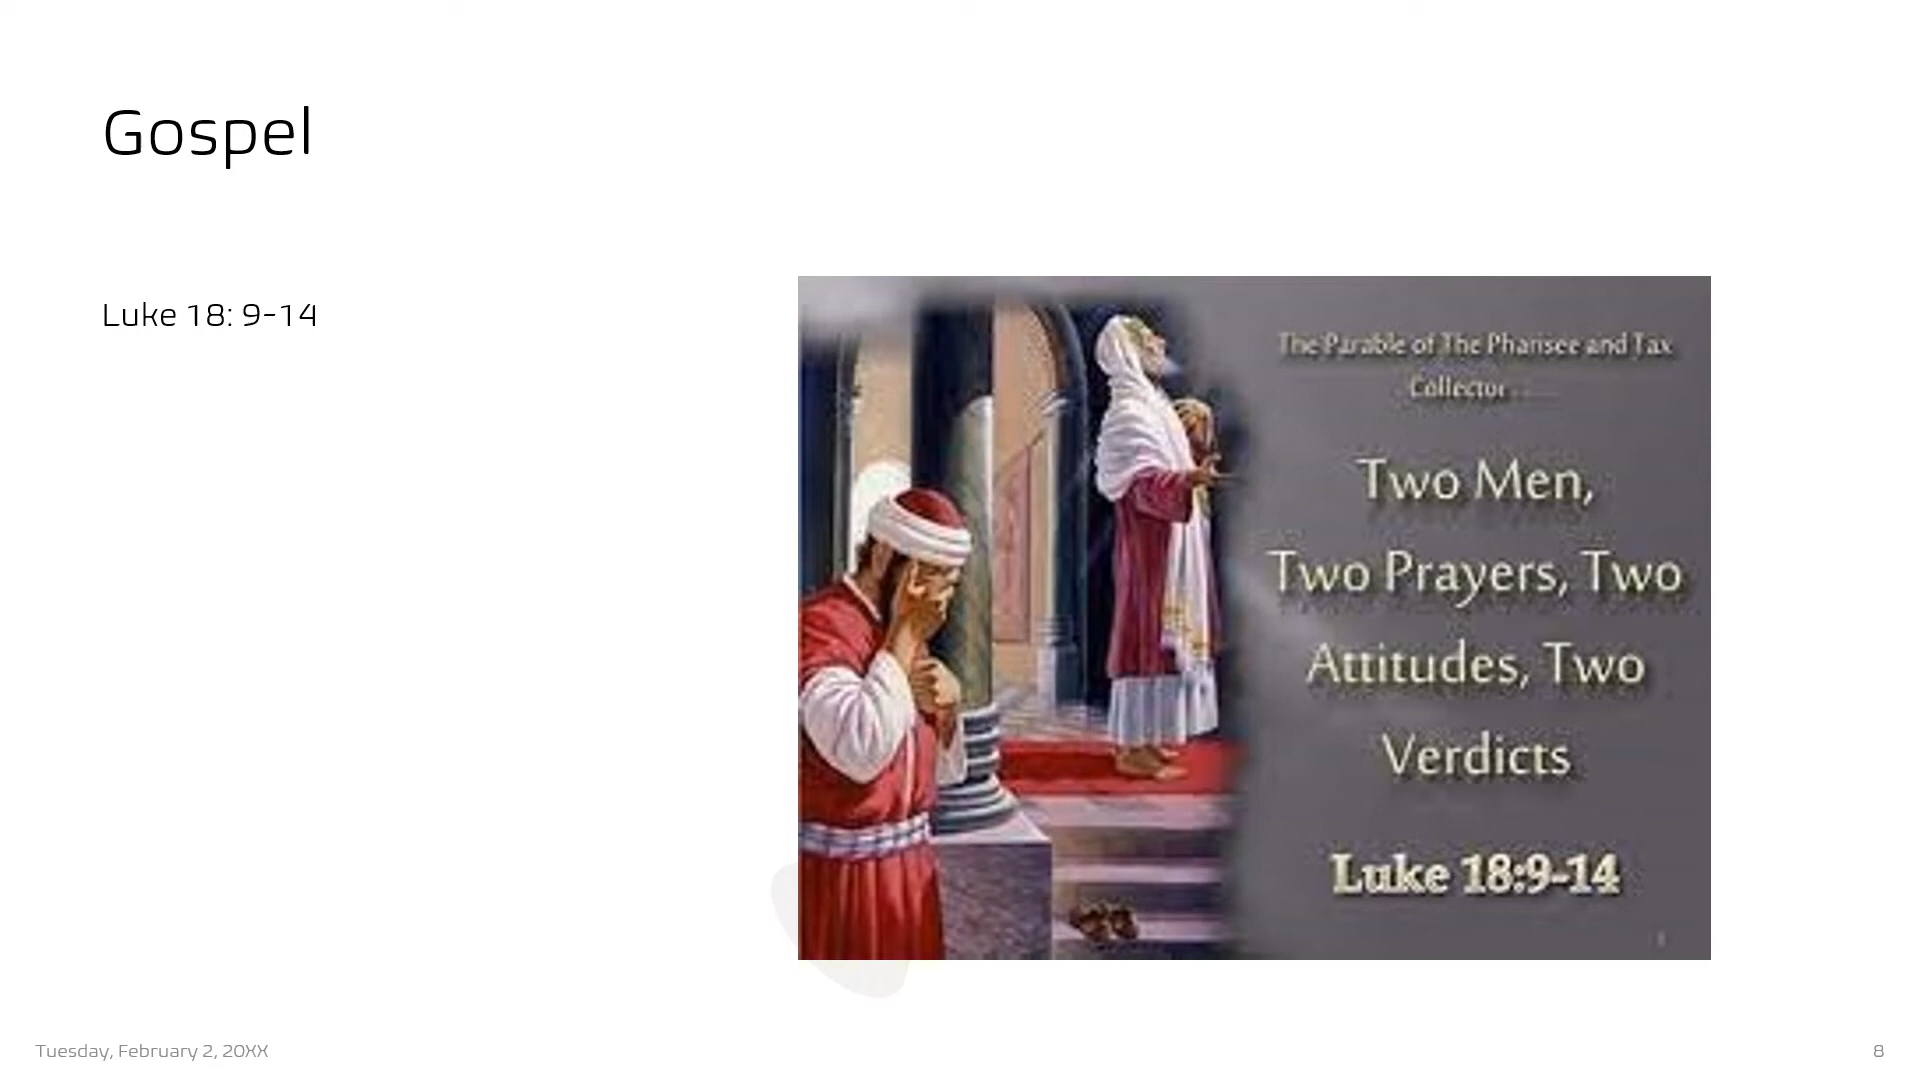 Gospel
Luke 18: 9-14
The Parable of The Pharisee and Tax
Collector . . . .
Two Men,
Two Prayers, Two
Attitudes, Two
Verdicts
Luke 18:9-14
Tuesday, February 2, 20XX
8